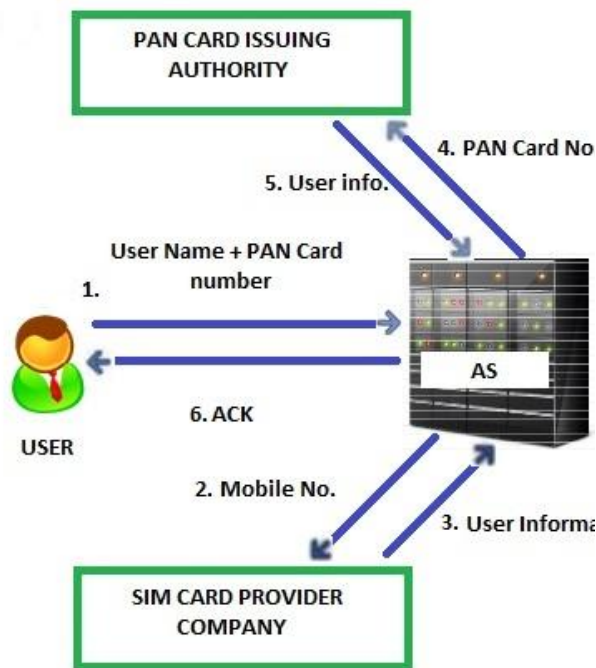 PAN CARD ISSUING
AUTHORITY
4. PAN Card No
5. User info.
User Name + PAN Card
number
1.
AS
USER
6. ACK
2. Mobile No.
3. User Informa
SIM CARD PROVIDER
COMPANY